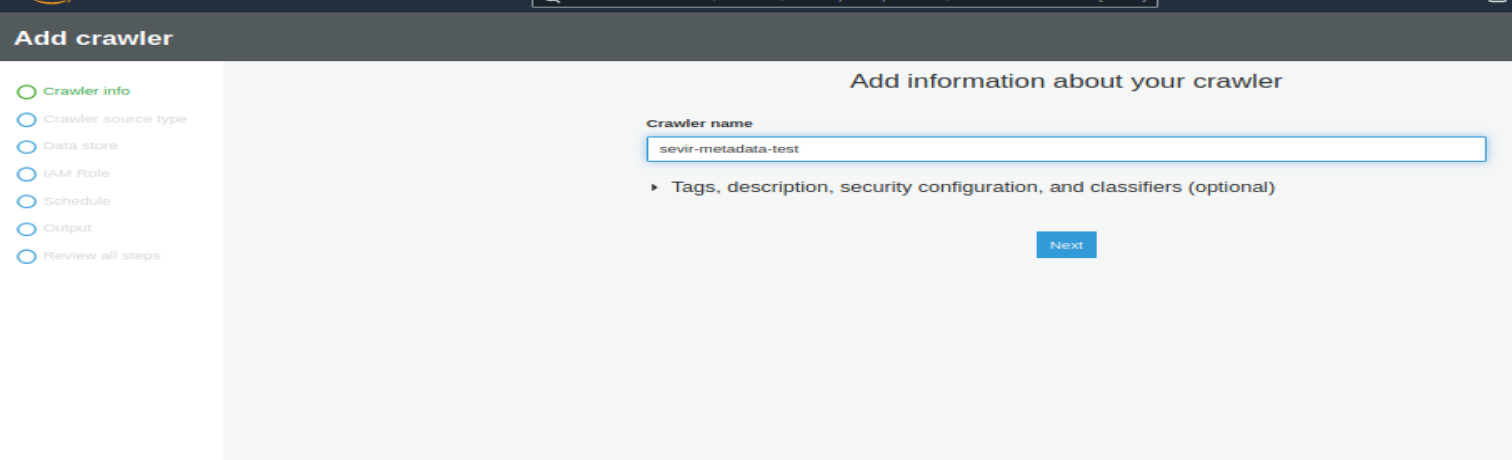 Add crawler
Crawler info
Crawler source type
Data store
IAM Role
Schedule
Output
Review all steps
Add information about your crawler
Crawler name
sevir-metadata-test
Tags, description, security configuration, and classifiers (optional)
Next